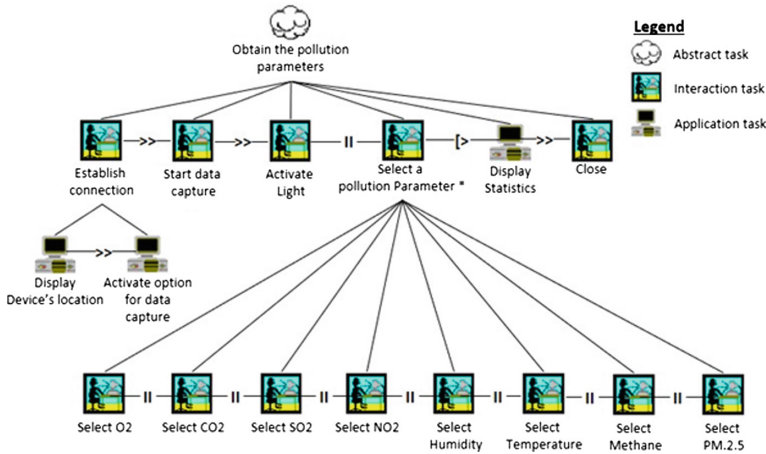 Obtain the pollution
parameters
Legend
Abstract task
Interaction task
Application task
>>
>>
||
[>
>>
Establish
connection
Start data
capture
Activate
Light
Select a
pollution Parameter *
Display
Statistics
Close
>>
Display
Device's location
Activate option
for data
capture
||
||
||
||
||
||
||
Select O2
Select CO2
Select SO2
Select NO2
Select
Humidity
Select
Temperature
Select
Methane
Select
PM.2.5